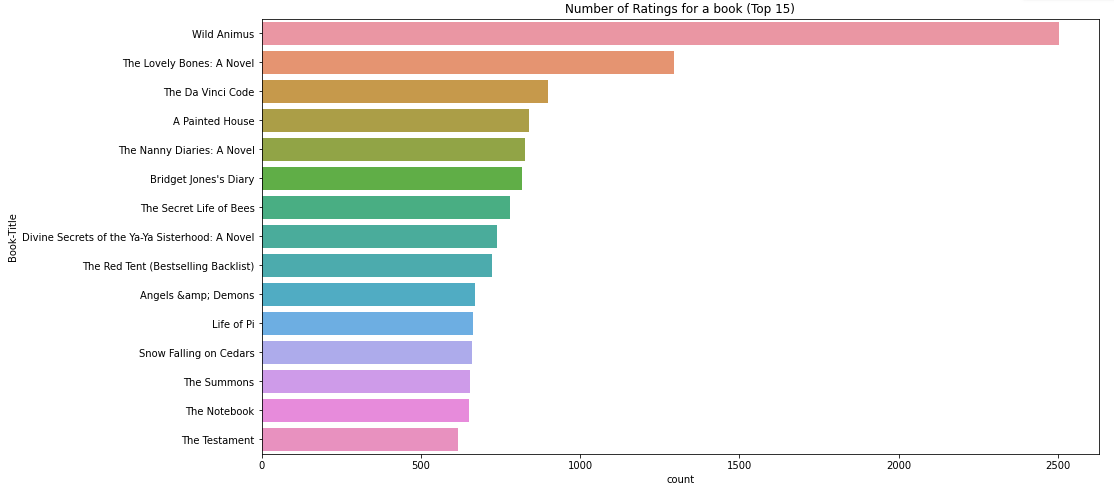 Number of Ratings for a book (Top 15)
Book-Title
Wild Animus
The Lovely Bones: A Novel
The Da Vinci Code
A Painted House
The Nanny Diaries: A Novel
Bridget Jones's Diary
The Secret Life of Bees
Divine Secrets of the Ya-Ya Sisterhood: A Novel
The Red Tent (Bestselling Backlist)
Angels &amp;amp; Demons
Life of Pi
Snow Falling on Cedars
The Summons
The Notebook
The Testament
0 500 1000 1500 2000 2500
count